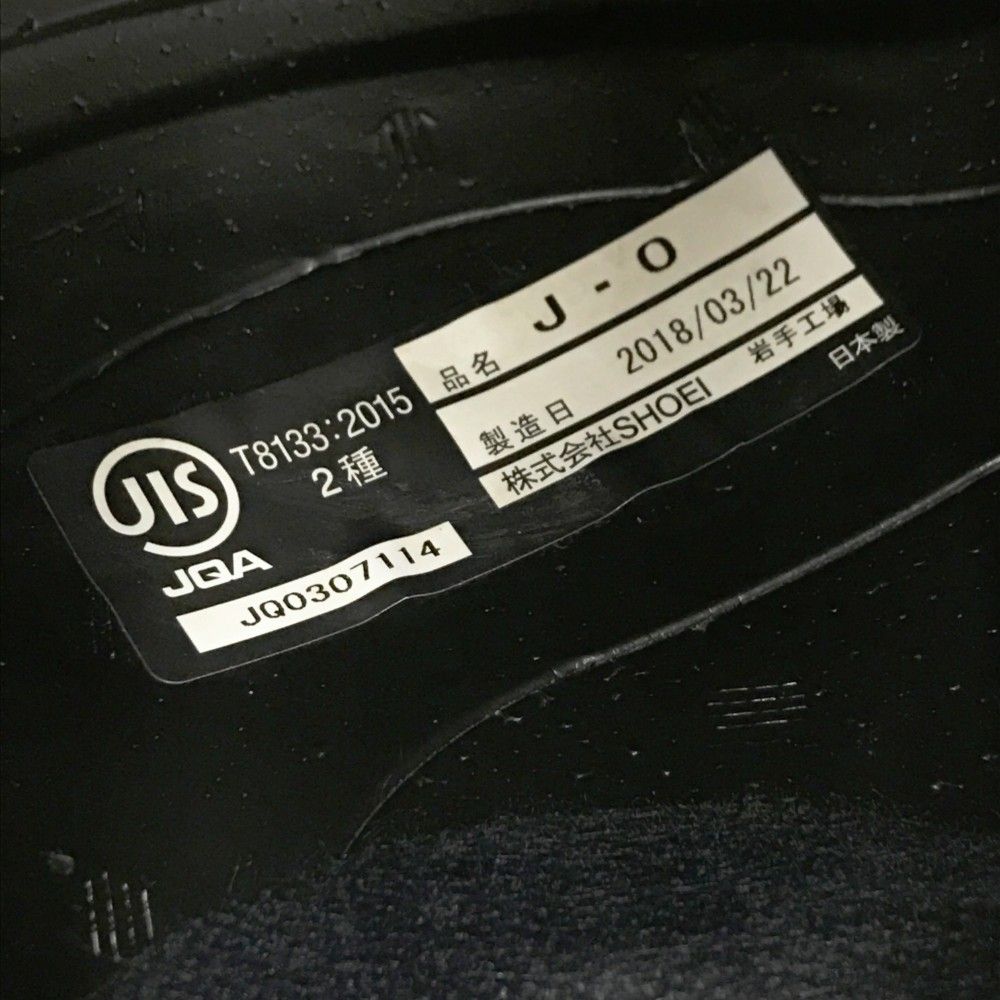 JIS
JQA
T8133:2015
2種
JQ0307114
品名 J-O
製造日 2018/03/22
株式会社SHOEI 岩手工場
日本製